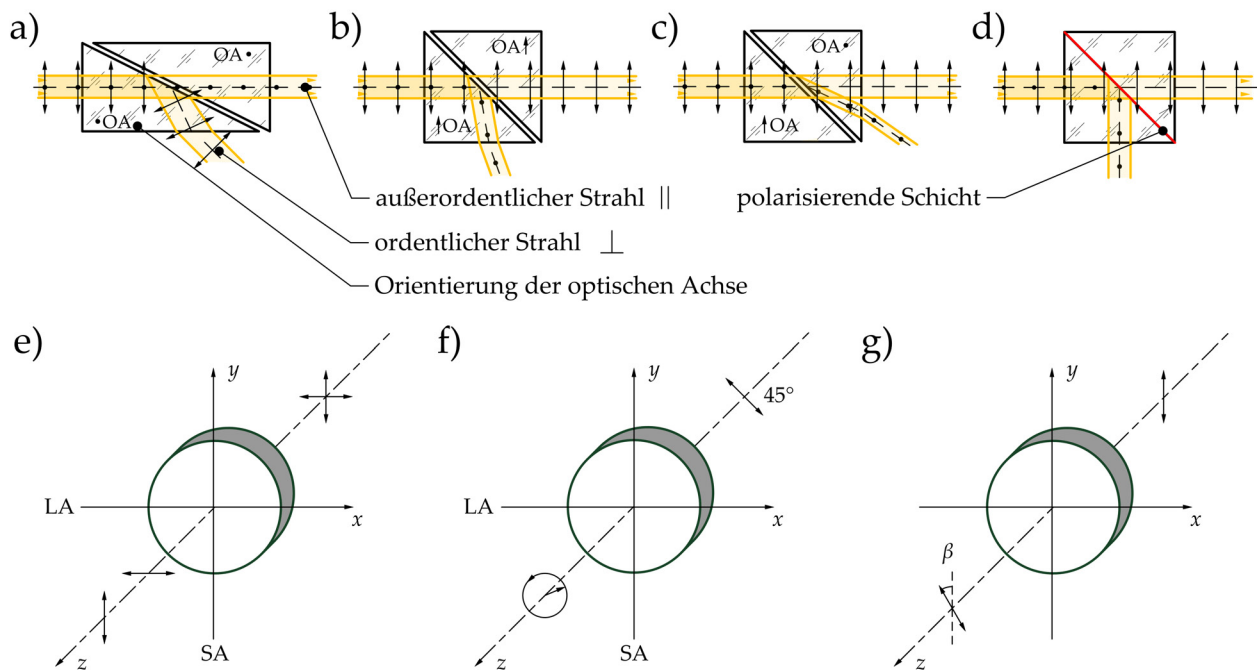 a)
OA
OA
b)
OA
OA
c)
OA
OA
d)
außerordentlicher Strahl ||
polarisierende Schicht
ordentlicher Strahl ⊥
Orientierung der optischen Achse
e)
y
LA
x
z
SA
f)
y
45°
LA
x
z
SA
g)
y
x
β
z